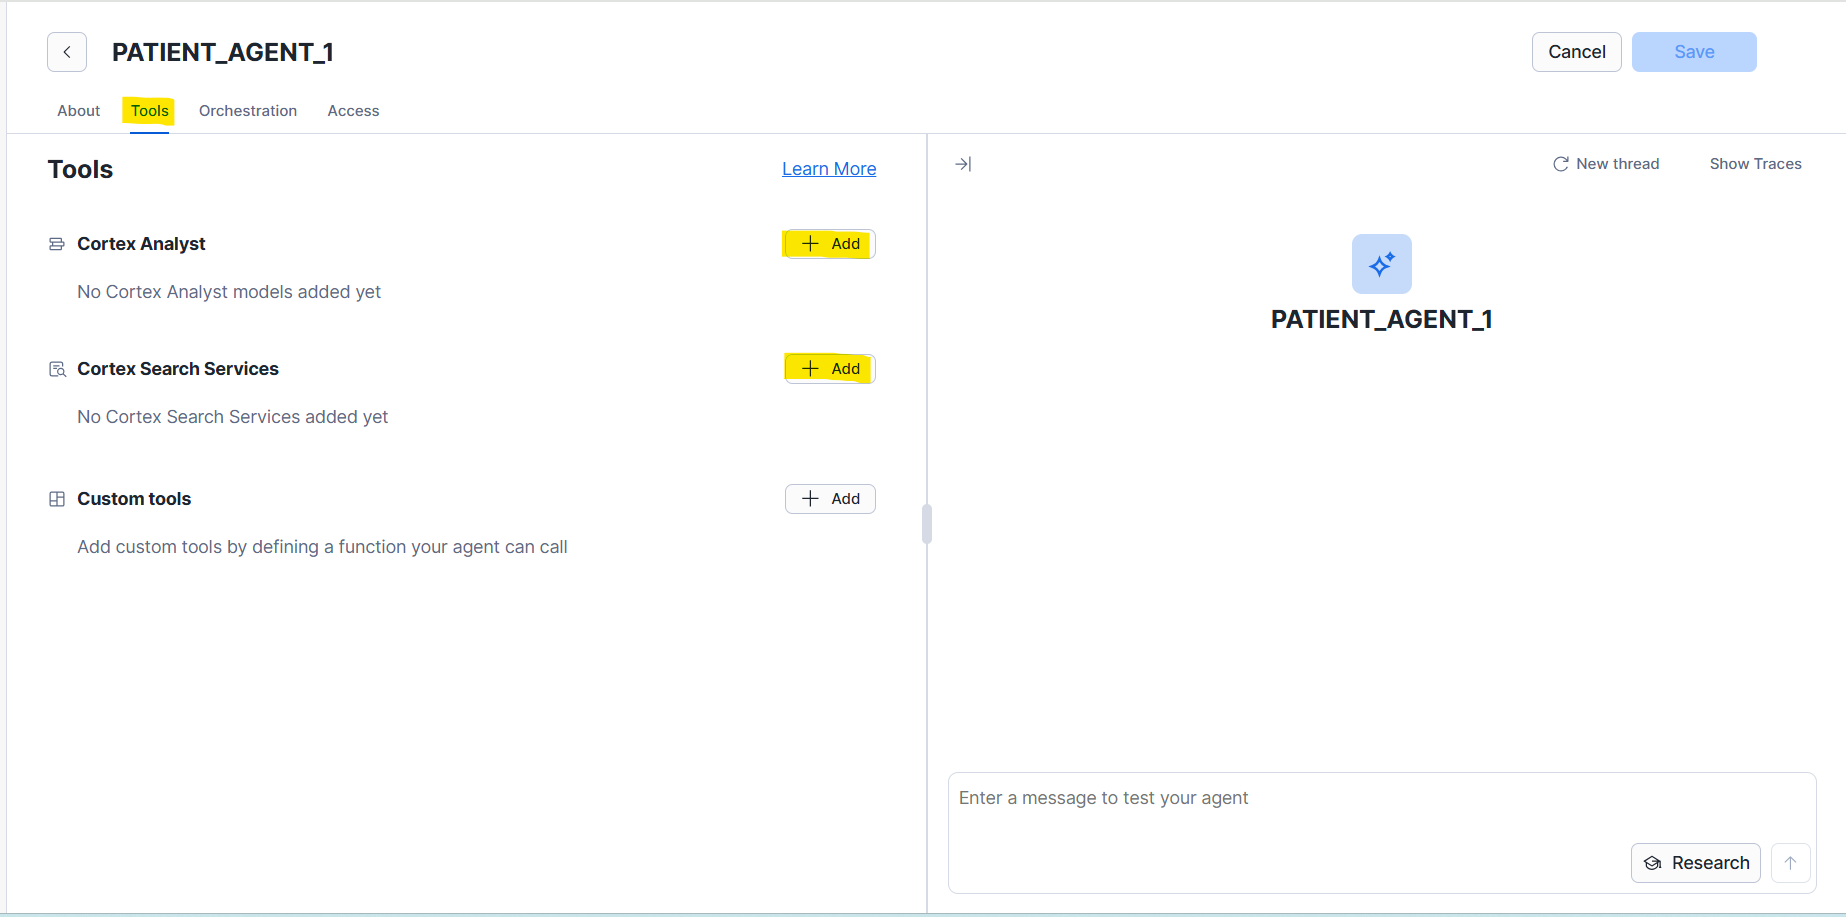 PATIENT_AGENT_1
Cancel
Save
About
Tools
Orchestration
Access
Tools
Learn More
Cortex Analyst
Add
No Cortex Analyst models added yet
Cortex Search Services
Add
No Cortex Search Services added yet
Custom tools
Add
Add custom tools by defining a function your agent can call
New thread
Show Traces
PATIENT_AGENT_1
Enter a message to test your agent
Research